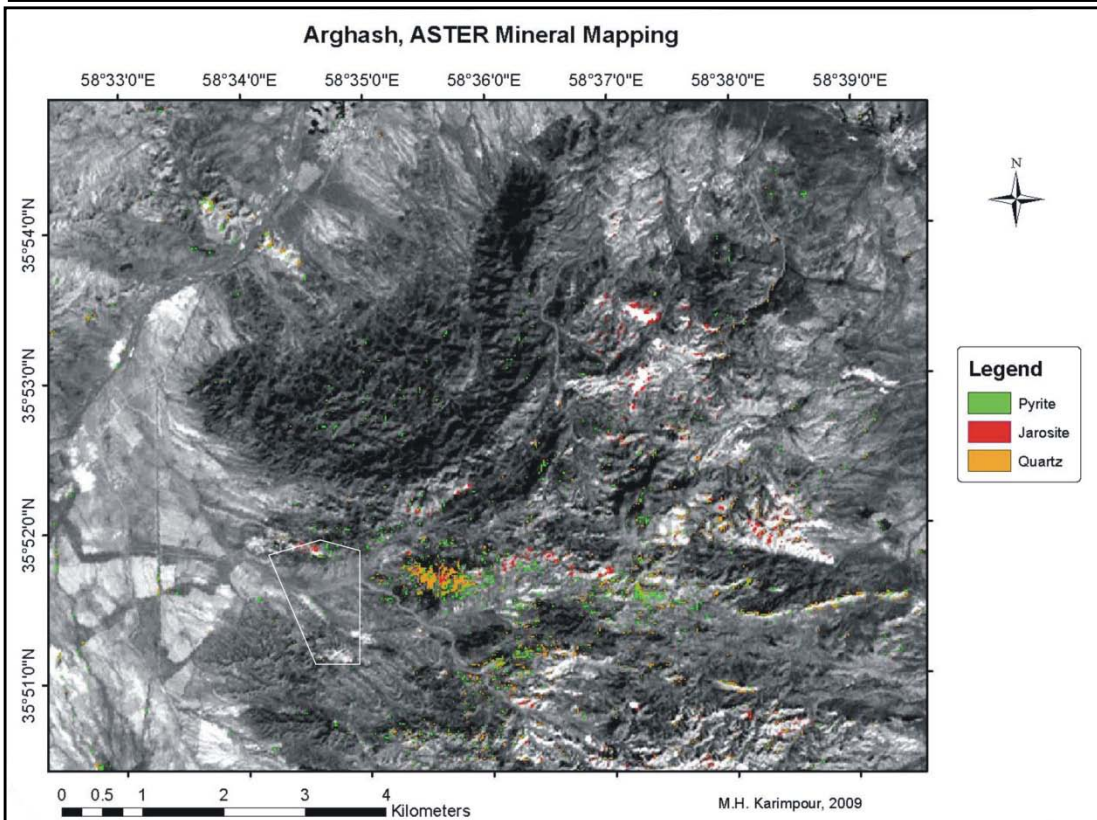 Arghash, ASTER Mineral Mapping
58°33'0"E 58°34'0"E 58°35'0"E 58°36'0"E 58°37'0"E 58°38'0"E 58°39'0"E
N
35°54'0"N
35°53'0"N
35°52'0"N
35°51'0"N
Legend
Pyrite
Jarosite
Quartz
0 0.5 1 2 3 4
Kilometers
M.H. Karimpour, 2009